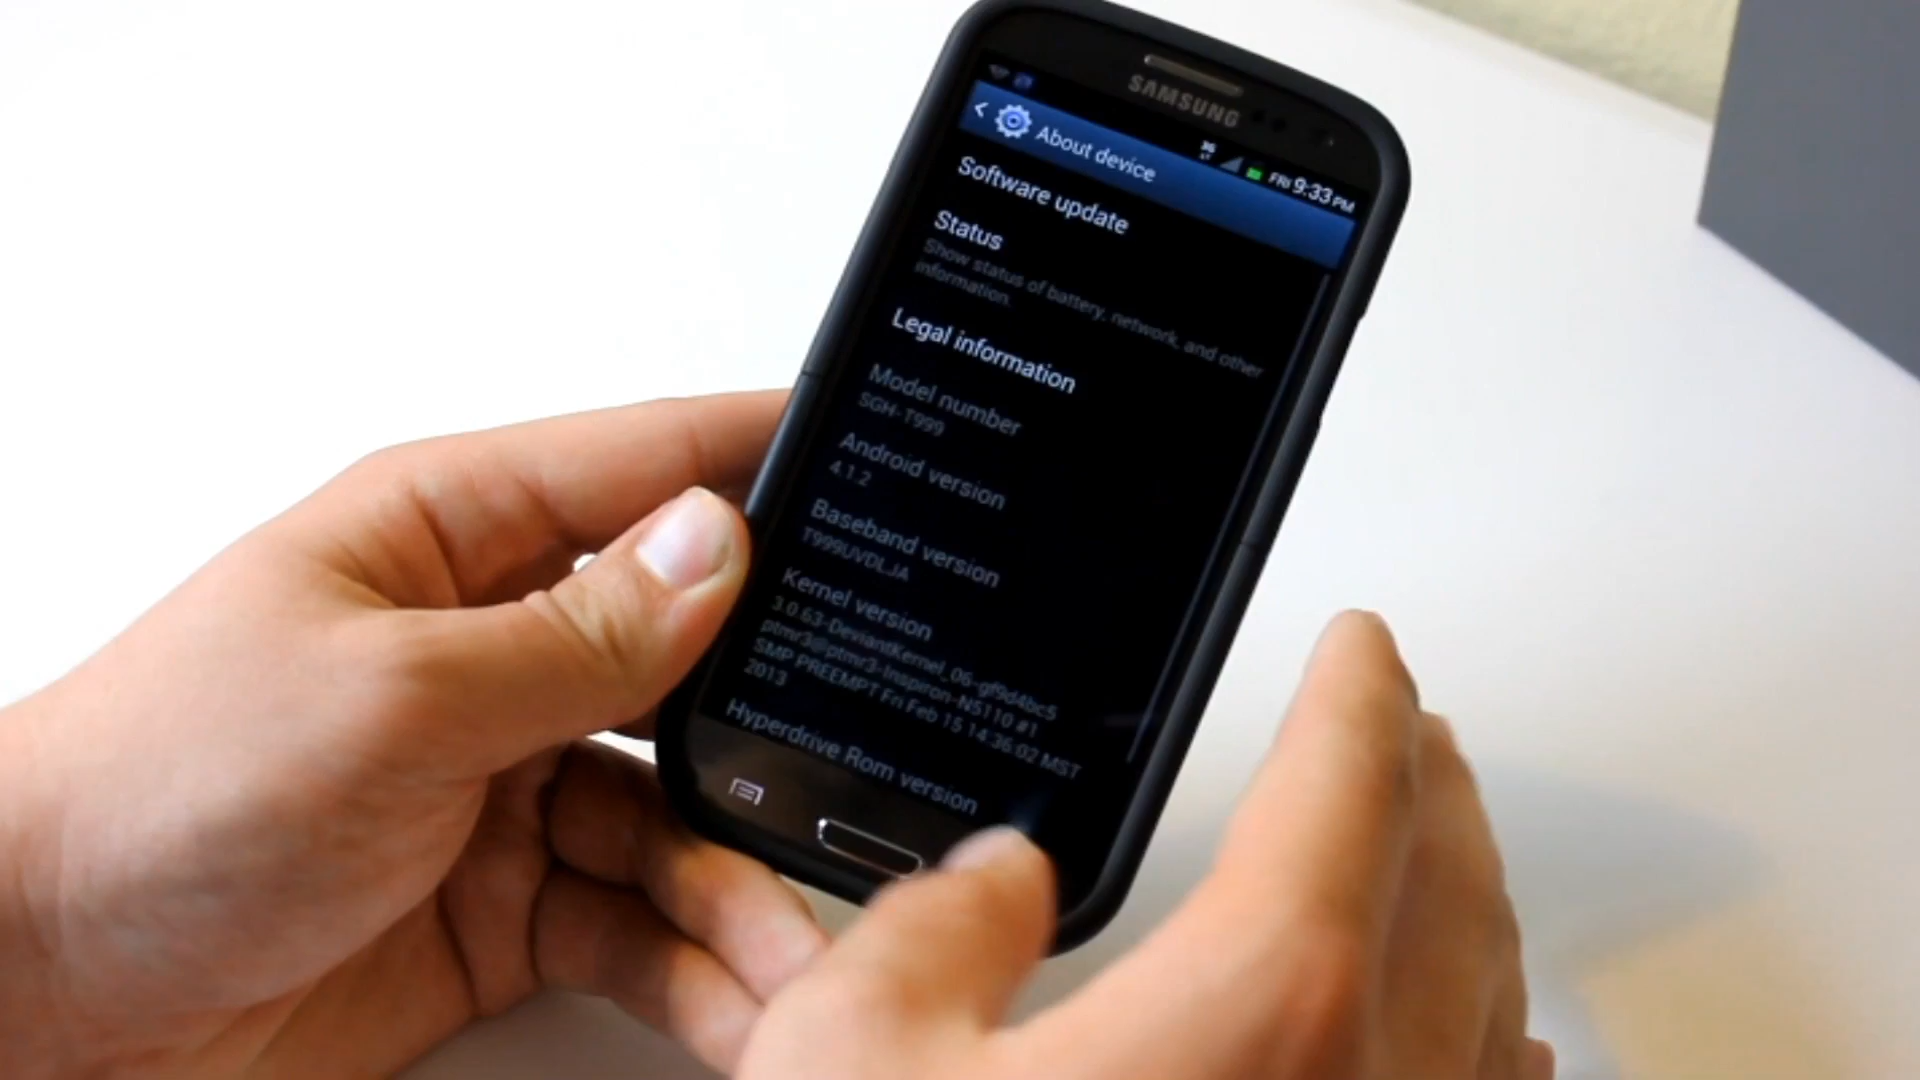 SAMSUNG
3G
FRI 9:33 PM
About device
Software update
Status
Show status of battery, network, and other
information.
Legal information
Model number
SGH-T999
Android version
4.1.2
Baseband version
T999UVDLJA
Kernel version
3.0.63-DeviantKernel_06-gf9d4bc5
ptmr3@ptmr3-Inspiron-N5110 #1
SMP PREEMPT Fri Feb 15 14:36:02 MST
2013
Hyperdrive Rom version